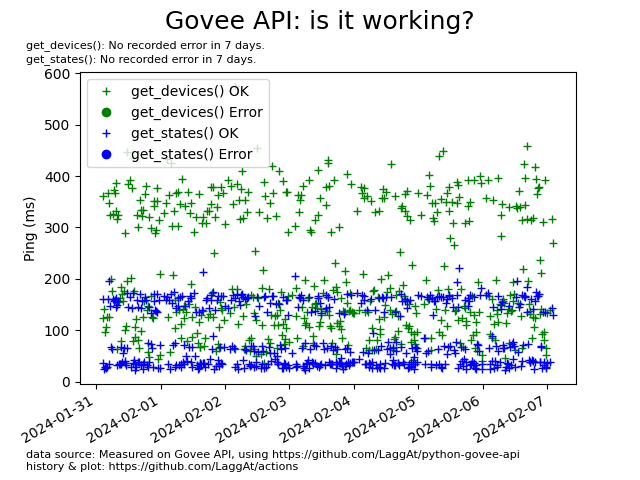 Govee API: is it working?
get_devices(): No recorded error in 7 days.
get_states(): No recorded error in 7 days.
600
500
400
300
200
100
0
Ping (ms)
get_devices() OK
get_devices() Error
get_states() OK
get_states() Error
2024-01-31
2024-02-01
2024-02-02
2024-02-03
2024-02-04
2024-02-05
2024-02-06
2024-02-07
data source: Measured on Govee API, using https://github.com/LaggAt/python-govee-api
history & plot: https://github.com/LaggAt/actions